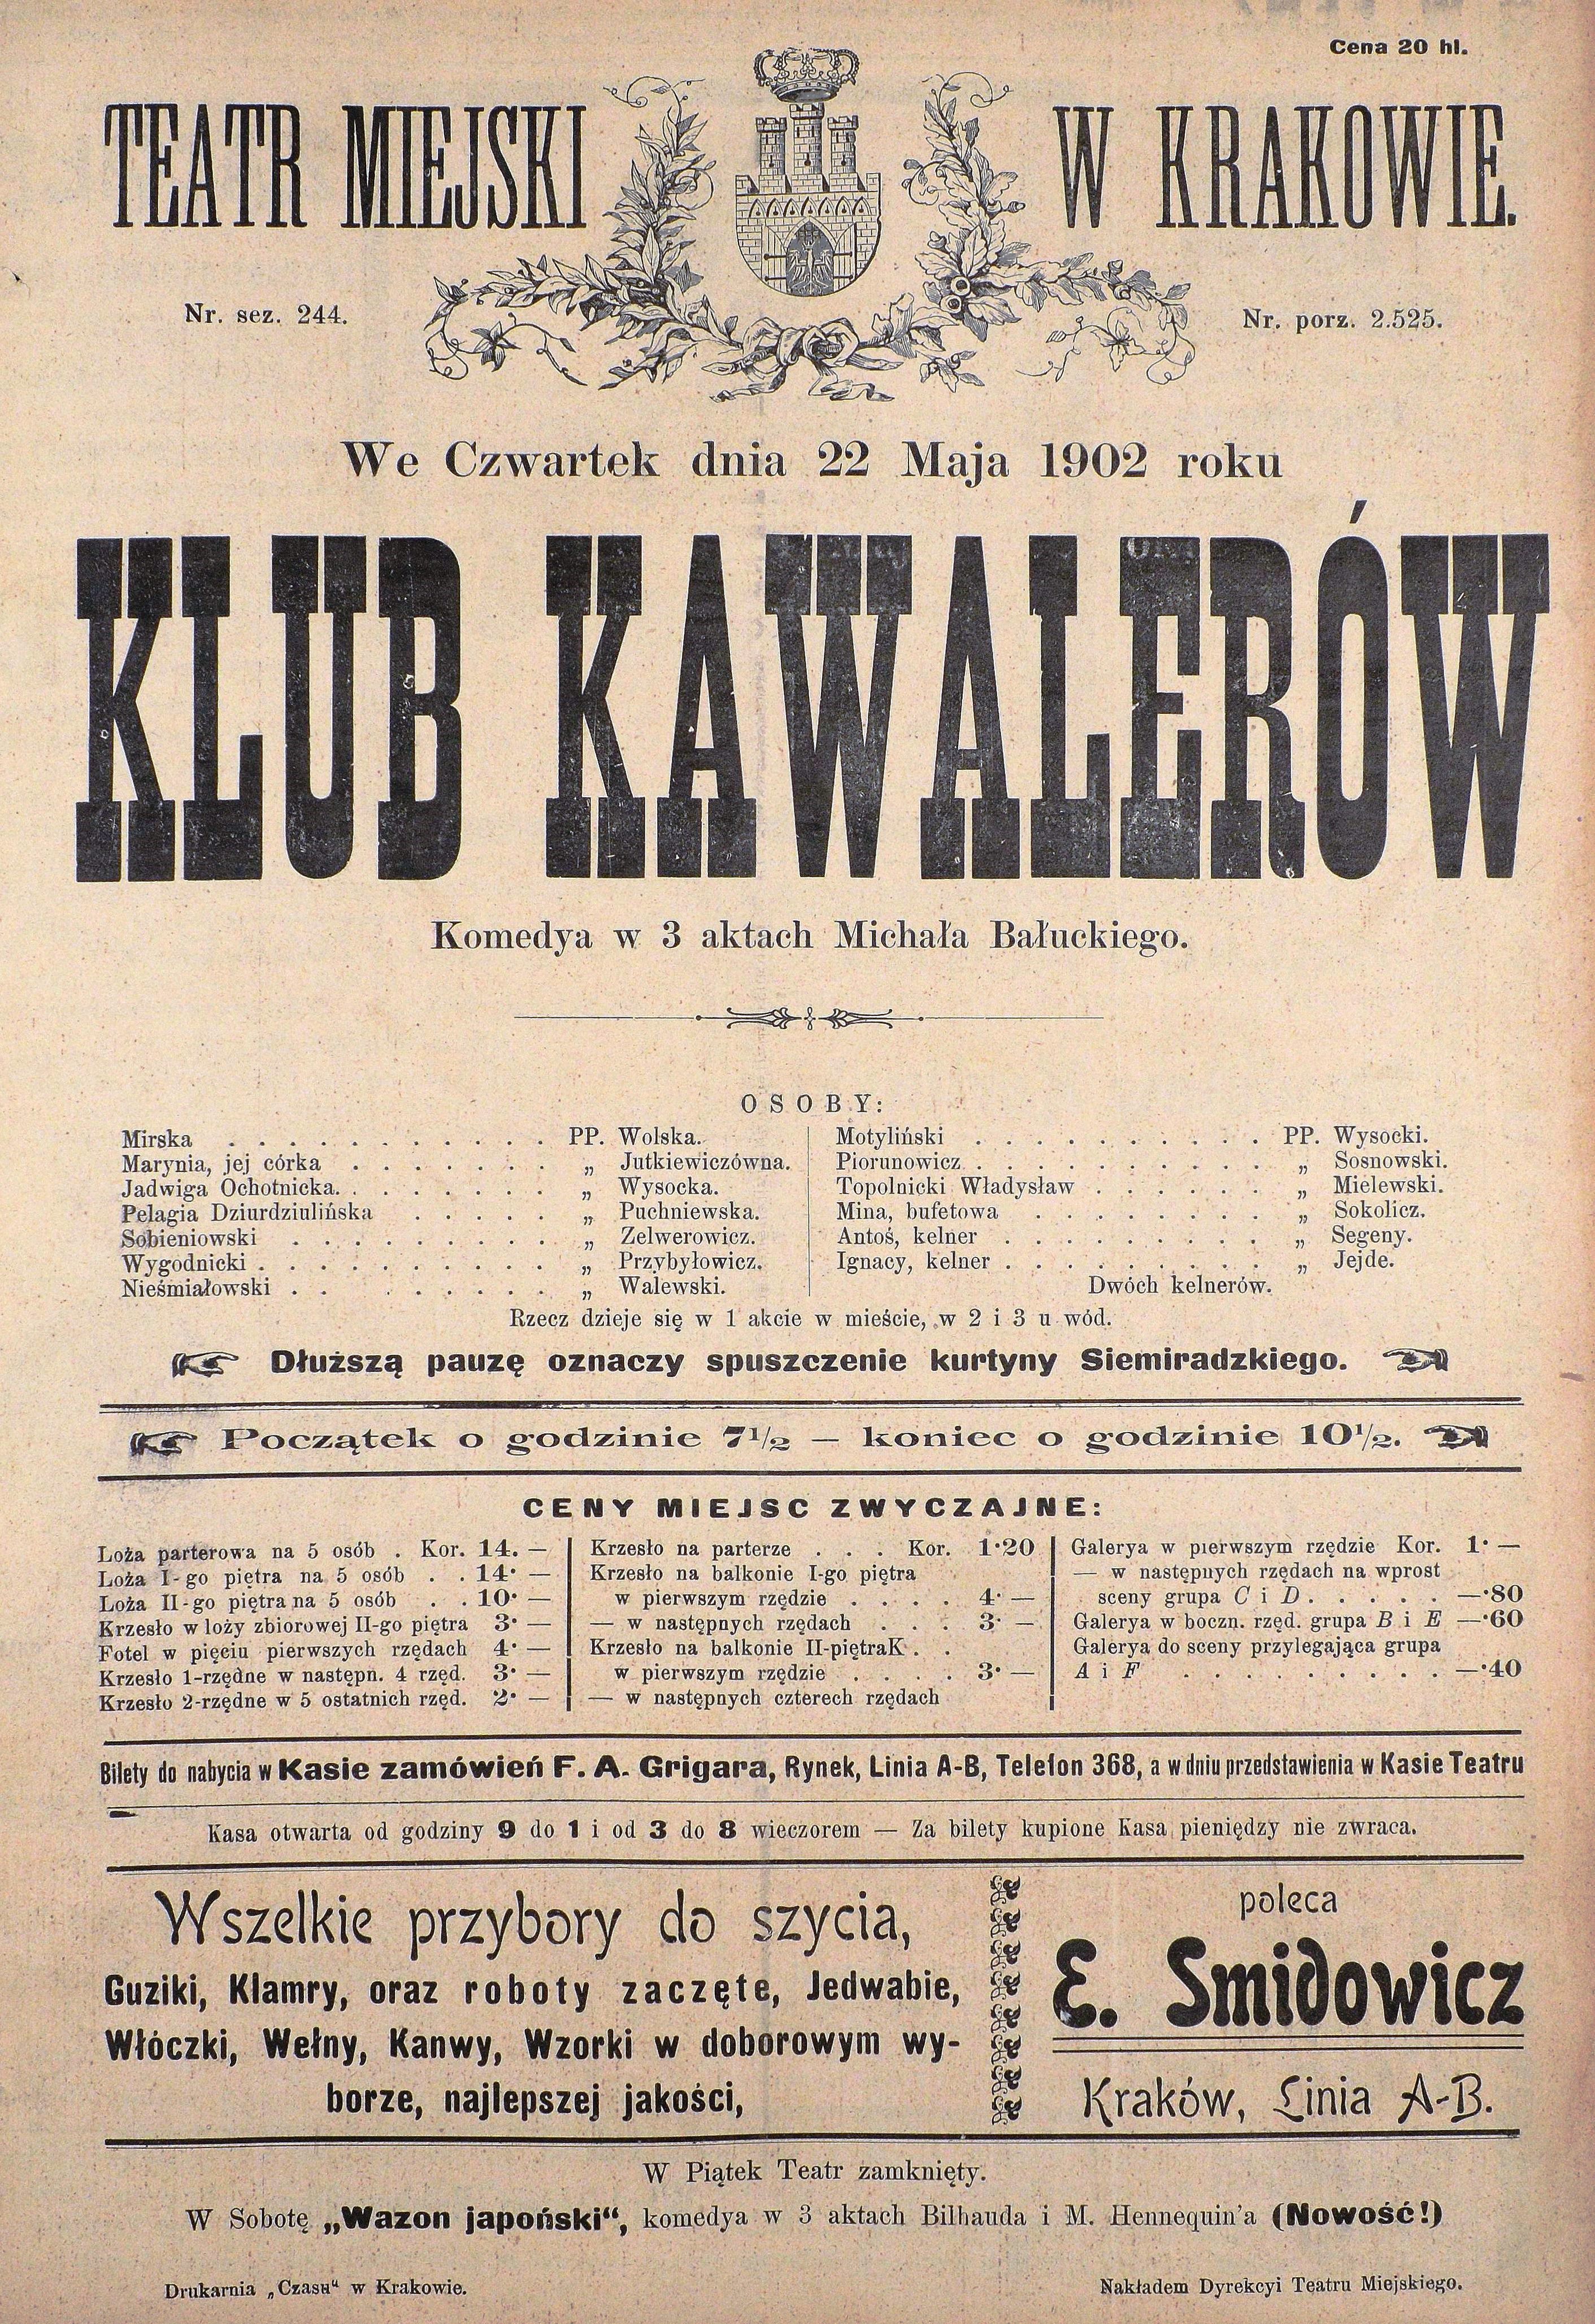 Cena 20 hl.
TEATR MIEJSKI W KRAKOWIE.
Nr. sez. 244.
Nr. porz. 2.525.
We Czwartek dnia 22 Maja 1902 roku
KLUB KAWALERÓW
Komedya w 3 aktach Michała Bałuckiego.
OSOBY:
Mirska . . . . . . . . . . . PP. Wolska.
Marynia, jej córka . . . . . . . „ Jutkiewiczówna.
Jadwiga Ochotnicka. . . . . . . „ Wysocka.
Pelagia Dziurdziulińska . . . . . „ Puchniewska.
Sobieniowski . . . . . . . . . „ Zelwerowicz.
Wygodnicki . . . . . . . . . . „ Przybyłowicz.
Nieśmiałowski . . . . . . . . „ Walewski.
Motyliński . . . . . . . . . . PP. Wysocki.
Piorunowicz . . . . . . . . . . „ Sosnowski.
Topolnicki Władysław . . . . . . „ Mielewski.
Mina, bufetowa . . . . . . . . „ Sokolicz.
Antoś, kelner . . . . . . . . . „ Segeny.
Ignacy, kelner . . . . . . . . . „ Jejde.
Dwóch kelnerów.
Rzecz dzieje się w 1 akcie w mieście, w 2 i 3 u wód.
Dłuższą pauzę oznaczy spuszczenie kurtyny Siemiradzkiego.
Początek o godzinie 7½ — koniec o godzinie 10½.
CENY MIEJSC ZWYCZAJNE:
Loża parterowa na 5 osób . Kor. 14. —
Loża I-go piętra na 5 osób . . 14· —
Loża II-go piętra na 5 osób . . 10· —
Krzesło w loży zbiorowej II-go piętra 3· —
Fotel w pięciu pierwszych rzędach 4· —
Krzesło 1-rzędne w następn. 4 rzęd. 3· —
Krzesło 2-rzędne w 5 ostatnich rzęd. 2· —
Krzesło na parterze . . . Kor. 1·20
Krzesło na balkonie I-go piętra
w pierwszym rzędzie . . . . 4· —
— w następnych rzędach . . . 3· —
Krzesło na balkonie II-piętraK . .
w pierwszym rzędzie . . . . 3· —
— w następnych czterech rzędach
Galerya w pierwszym rzędzie Kor. 1· —
— w następnych rzędach na wprost
sceny grupa C i D. . . . . . —·80
Galerya w boczn. rzęd. grupa B i E —·60
Galerya do sceny przylegająca grupa
A i F . . . . . . . . . . —·40
Bilety do nabycia w Kasie zamówień F. A. Grigara, Rynek, Linia A-B, Telefon 368, a w dniu przedstawienia w Kasie Teatru
Kasa otwarta od godziny 9 do 1 i od 3 do 8 wieczorem — Za bilety kupione Kasa pieniędzy nie zwraca.
Wszelkie przybory do szycia,
Guziki, Klamry, oraz roboty zaczęte, Jedwabie,
Włóczki, Wełny, Kanwy, Wzorki w doborowym wy-
borze, najlepszej jakości,
poleca
E. Smidowicz
Kraków, Linia A-B.
W Piątek Teatr zamknięty.
W Sobotę „Wazon japoński“, komedya w 3 aktach Bilhauda i M. Hennequin'a (Nowość!)
Drukarnia „Czasu“ w Krakowie.
Nakładem Dyrekcyi Teatru Miejskiego.